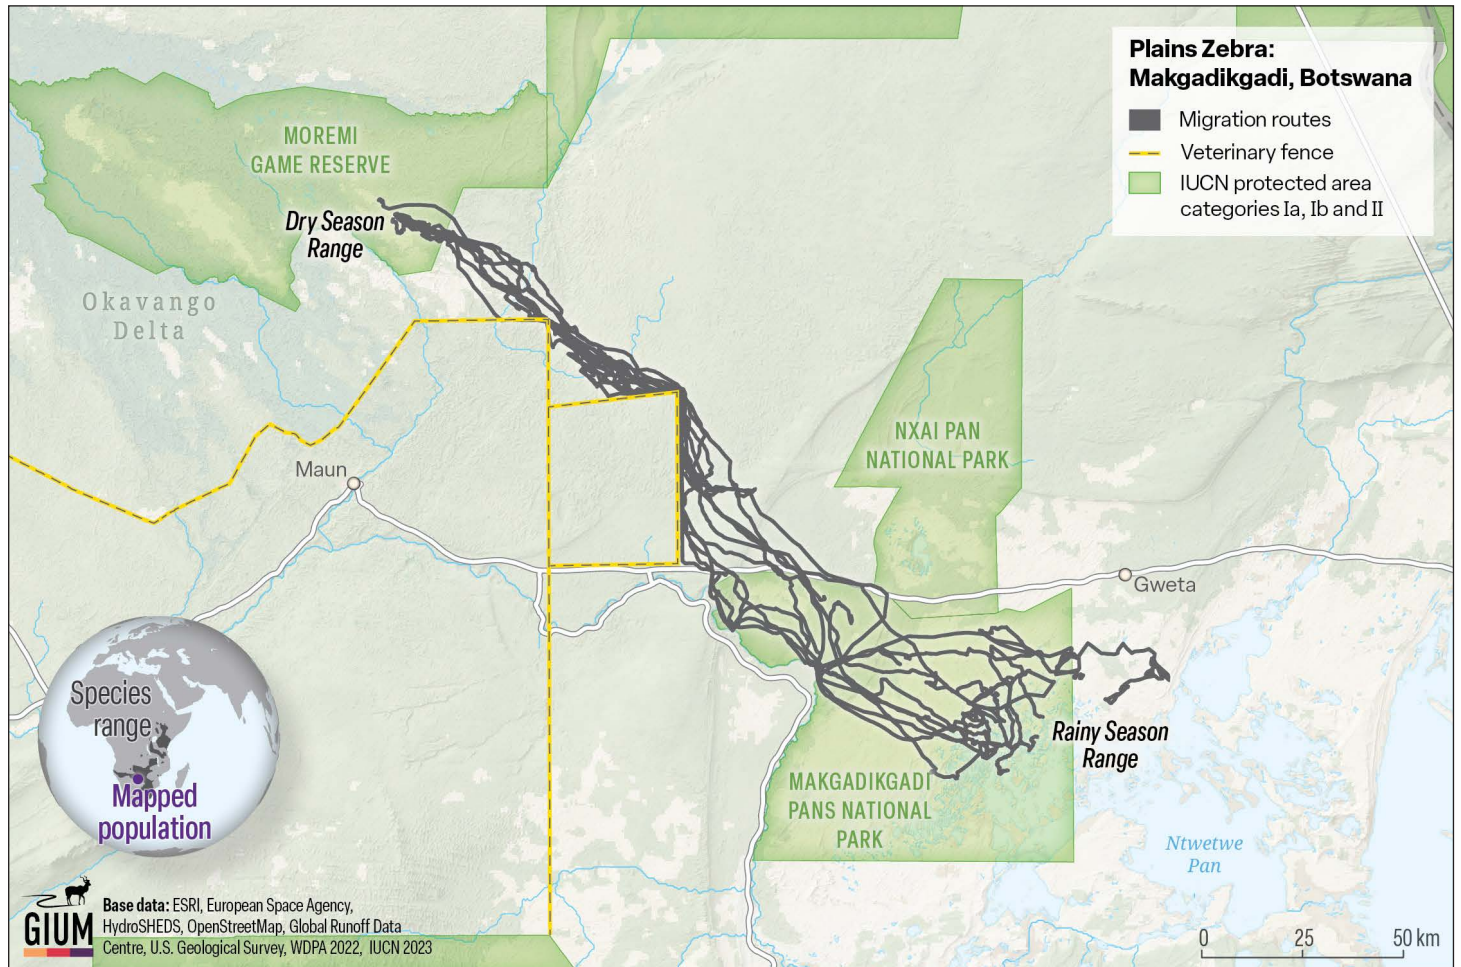 Plains Zebra:
Makgadikgadi, Botswana
Migration routes
Veterinary fence
IUCN protected area
categories Ia, Ib and II
MOREMI
GAME RESERVE
Dry Season
Range
Okavango
Delta
NXAI PAN
NATIONAL PARK
Maun
Gweta
Species
range
Mapped
population
Rainy Season
Range
MAKGADIKGADI
PANS NATIONAL
PARK
Ntwetwe
Pan
GIUM
Base data: ESRI, European Space Agency,
HydroSHEDS, OpenStreetMap, Global Runoff Data
Centre, U.S. Geological Survey, WDPA 2022, IUCN 2023
0 25 50 km